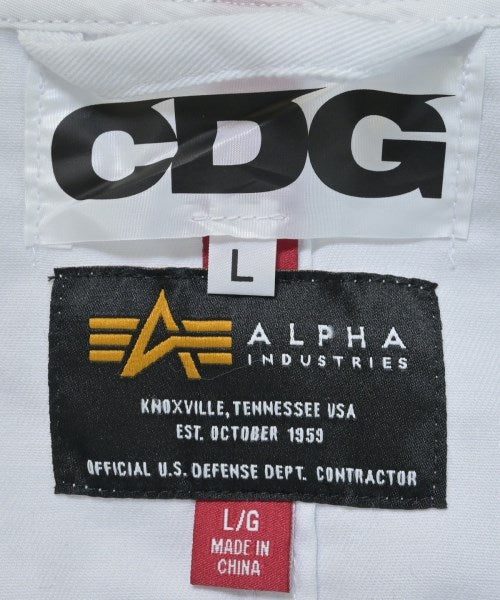 CDG
L
ALPHA
INDUSTRIES
KNOXVILLE, TENNESSEE USA
EST. OCTOBER 1959
OFFICIAL U.S. DEFENSE DEPT. CONTRACTOR
L/G
MADE IN
CHINA